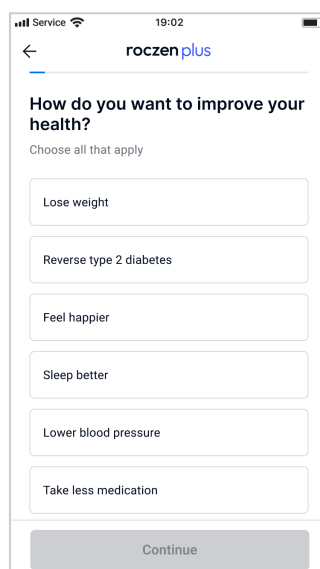 Service 19:02
roczen plus
How do you want to improve your
health?
Choose all that apply
Lose weight
Reverse type 2 diabetes
Feel happier
Sleep better
Lower blood pressure
Take less medication
Continue